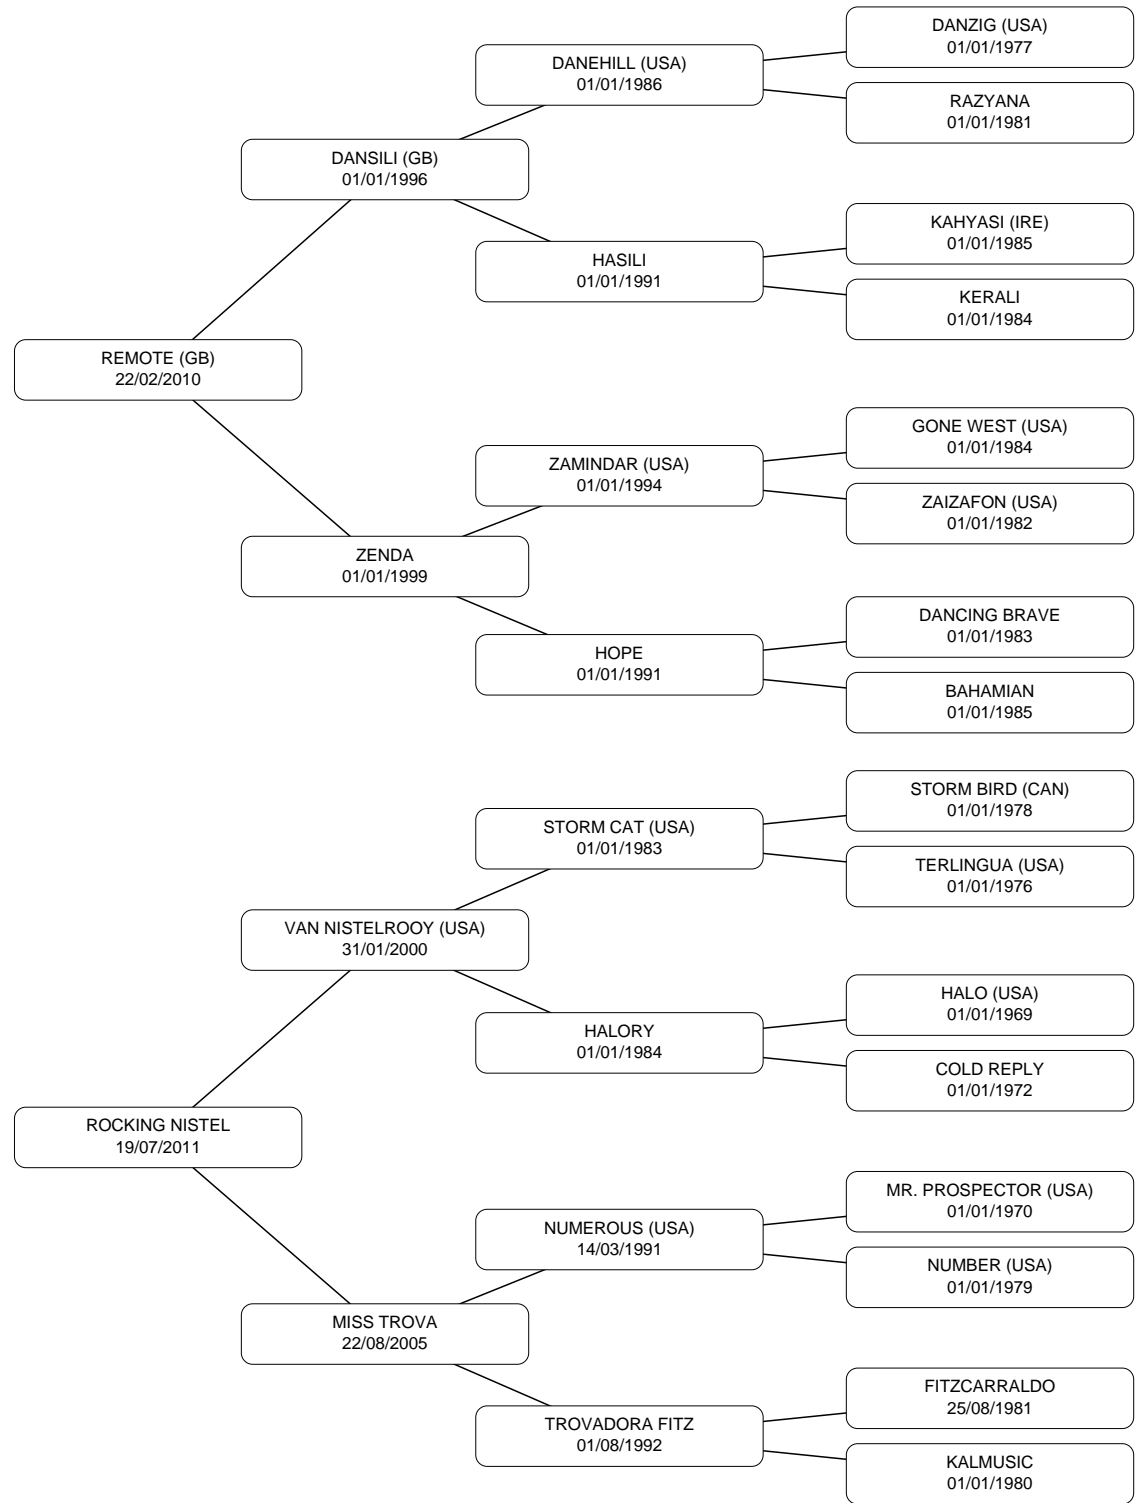 DANZIG (USA)
01/01/1977
DANEHILL (USA)
01/01/1986
RAZYANA
01/01/1981
DANSILI (GB)
01/01/1996
KAHYASI (IRE)
01/01/1985
HASILI
01/01/1991
KERALI
01/01/1984
REMOTE (GB)
22/02/2010
GONE WEST (USA)
01/01/1984
ZAMINDAR (USA)
01/01/1994
ZAIZAFON (USA)
01/01/1982
ZENDA
01/01/1999
DANCING BRAVE
01/01/1983
HOPE
01/01/1991
BAHAMIAN
01/01/1985
STORM BIRD (CAN)
01/01/1978
STORM CAT (USA)
01/01/1983
TERLINGUA (USA)
01/01/1976
VAN NISTELROOY (USA)
31/01/2000
HALO (USA)
01/01/1969
HALORY
01/01/1984
COLD REPLY
01/01/1972
ROCKING NISTEL
19/07/2011
MR. PROSPECTOR (USA)
01/01/1970
NUMEROUS (USA)
14/03/1991
NUMBER (USA)
01/01/1979
MISS TROVA
22/08/2005
FITZCARRALDO
25/08/1981
TROVADORA FITZ
01/08/1992
KALMUSIC
01/01/1980